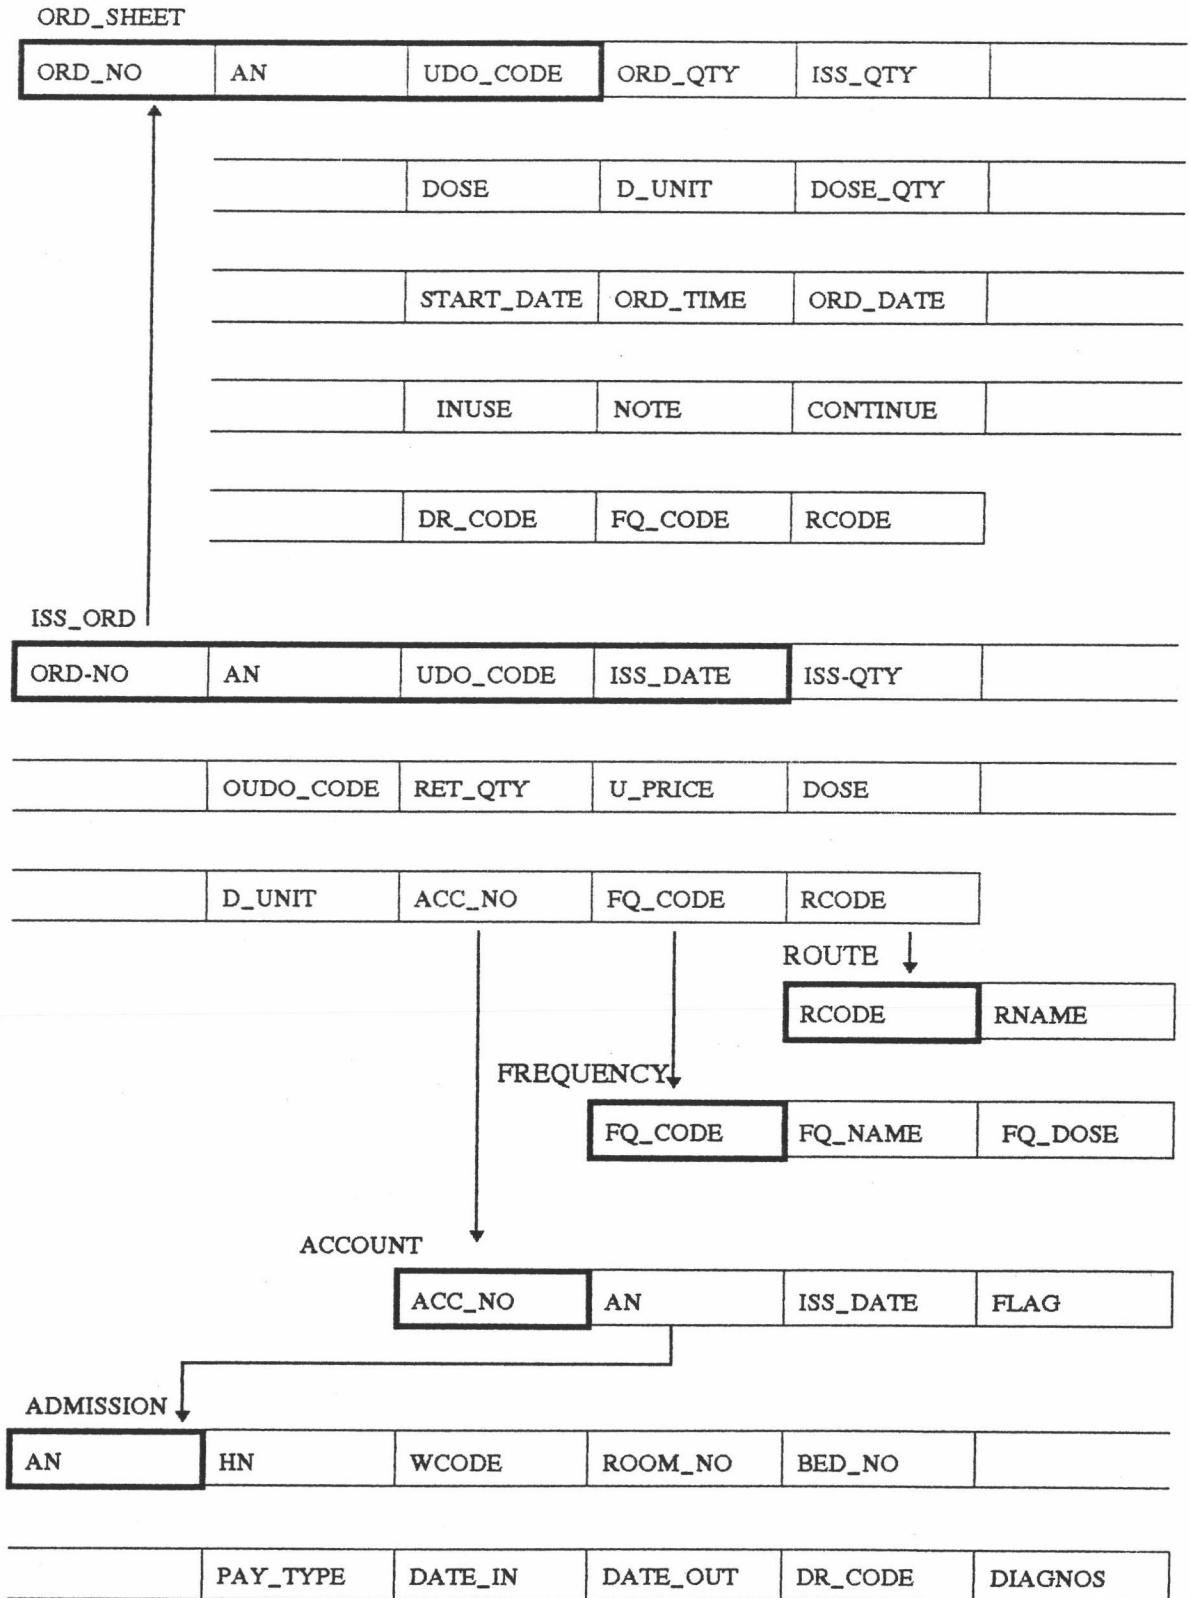 ORD_SHEET
ORD_NO AN UDO_CODE ORD_QTY ISS_QTY
DOSE D_UNIT DOSE_QTY
START_DATE ORD_TIME ORD_DATE
INUSE NOTE CONTINUE
DR_CODE FQ_CODE RCODE
ISS_ORD
ORD-NO AN UDO_CODE ISS_DATE ISS-QTY
OUDO_CODE RET_QTY U_PRICE DOSE
D_UNIT ACC_NO FQ_CODE RCODE
ROUTE
RCODE RNAME
FREQUENCY
FQ_CODE FQ_NAME FQ_DOSE
ACCOUNT
ACC_NO AN ISS_DATE FLAG
ADMISSION
AN HN WCODE ROOM_NO BED_NO
PAY_TYPE DATE_IN DATE_OUT DR_CODE DIAGNOS